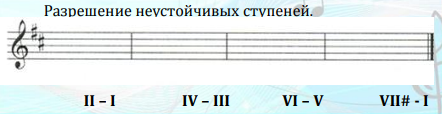 Разрешение неустойчивых ступеней.
II – I IV – III VI – V VII# - I